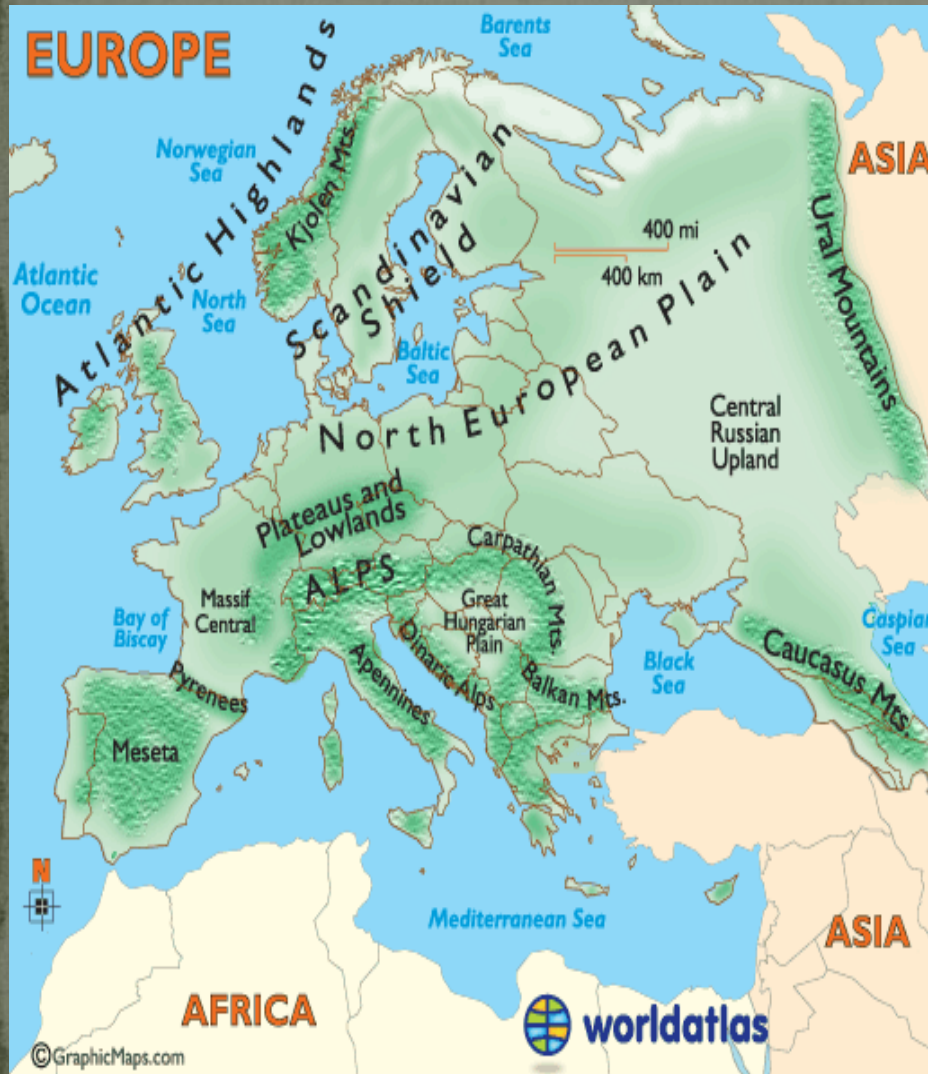 EUROPE
Barents
Sea
Atlantic Highlands
Norwegian
Sea
Kjolen Mts.
Scandinavian
Shield
ASIA
Ural Mountains
400 mi
400 km
Atlantic
Ocean
North
Sea
Baltic
Sea
North European Plain
Central
Russian
Upland
Plateaus and
Lowlands
Carpathian Mts.
ALPS
Massif
Central
Great
Hungarian
Plain
Bay of
Biscay
Dinaric Alps
Apennines
Balkan Mts.
Black
Sea
Caucasus Mts.
Caspian
Sea
Pyrenees
Meseta
N
Mediterranean Sea
ASIA
AFRICA
worldatlas
©GraphicMaps.com